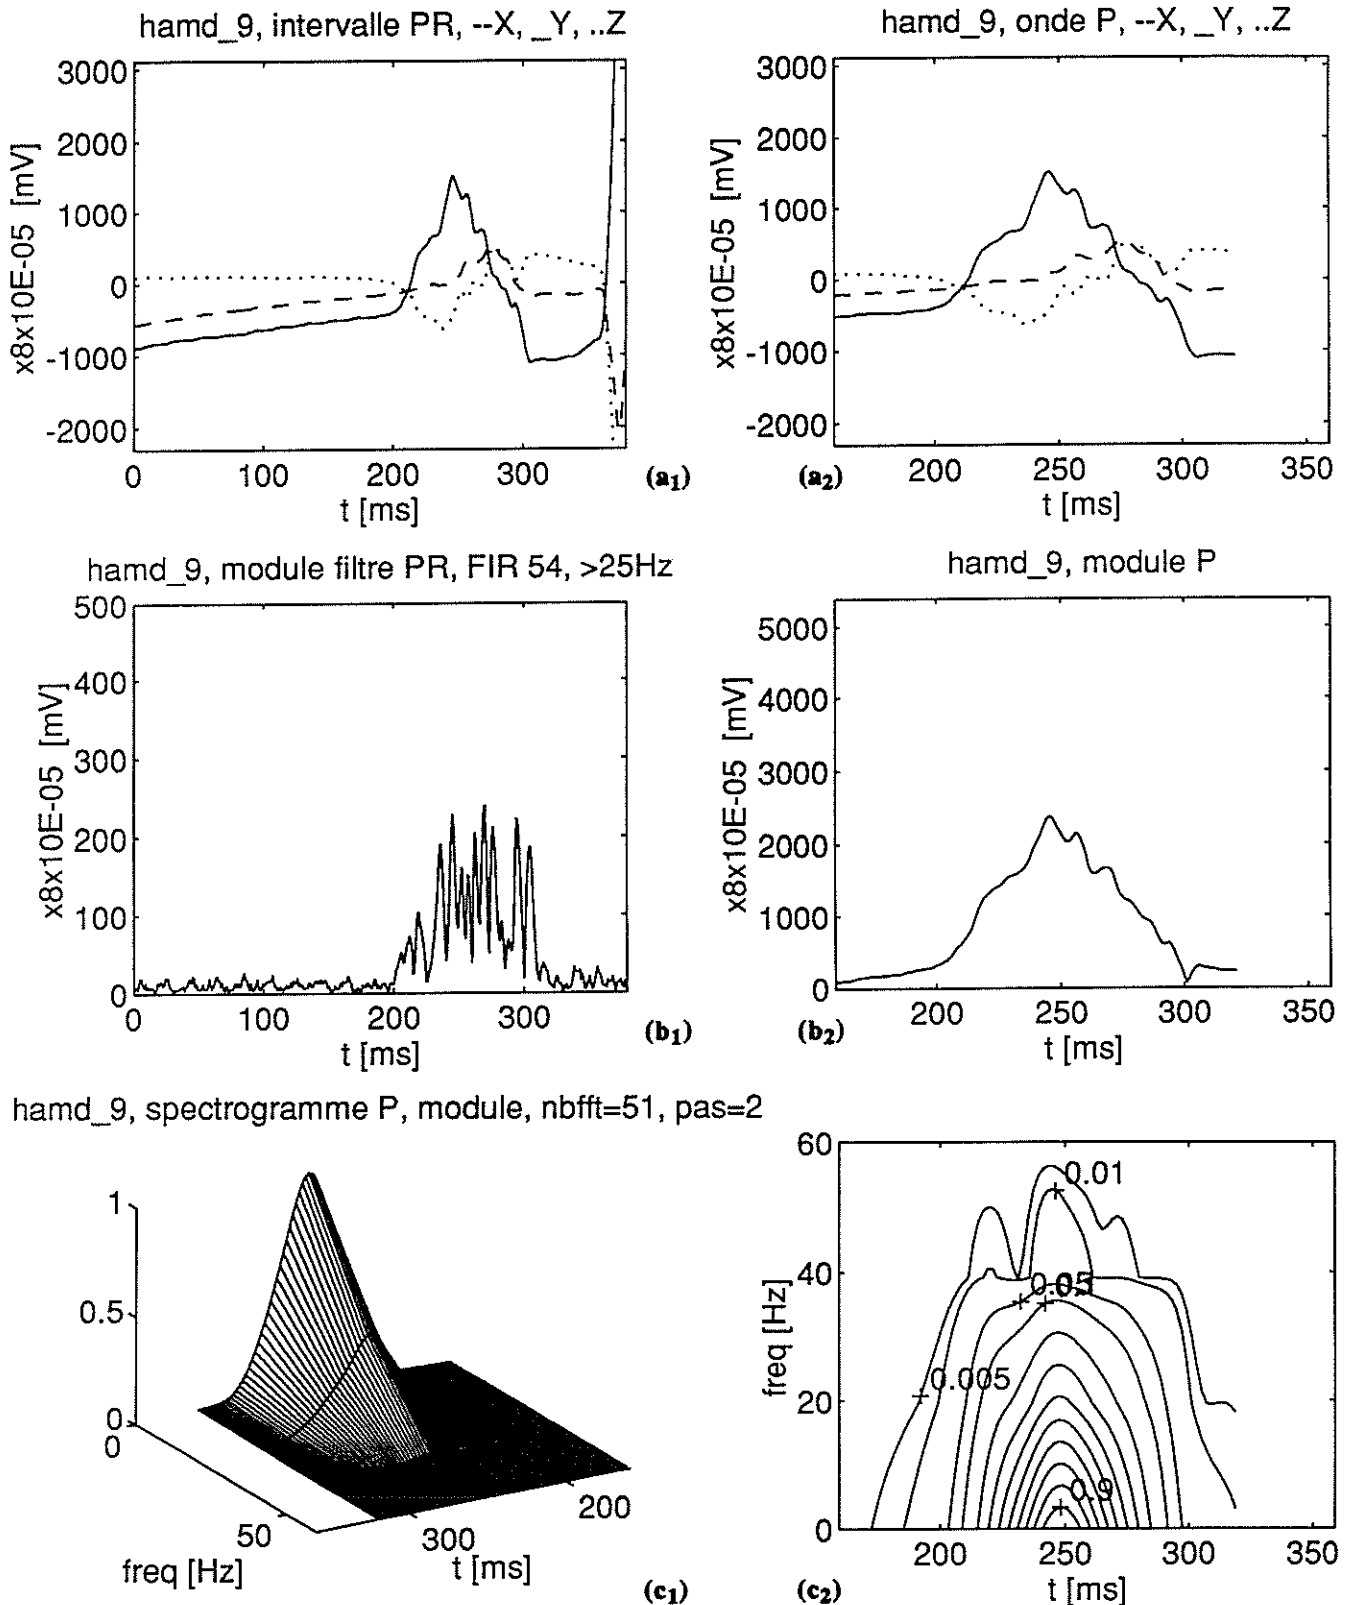 hamd_9, intervalle PR, --X, _Y, ..Z
3000
2000
1000
0
-1000
-2000
x8x10E-05 [mV]
0 100 200 300
t [ms]
(a1)
hamd_9, onde P, --X, _Y, ..Z
3000
2000
1000
0
-1000
-2000
x8x10E-05 [mV]
200 250 300 350
t [ms]
(a2)
hamd_9, module filtre PR, FIR 54, >25Hz
500
400
300
200
100
0
x8x10E-05 [mV]
0 100 200 300
t [ms]
(b1)
hamd_9, module P
5000
4000
3000
2000
1000
0
x8x10E-05 [mV]
200 250 300 350
t [ms]
(b2)
hamd_9, spectrogramme P, module, nbfft=51, pas=2
1
0.5
0
0
50
freq [Hz]
300
200
t [ms]
(c1)
60
40
20
0
freq [Hz]
0.01
0.05
0.005
0.9
200 250 300 350
t [ms]
(c2)